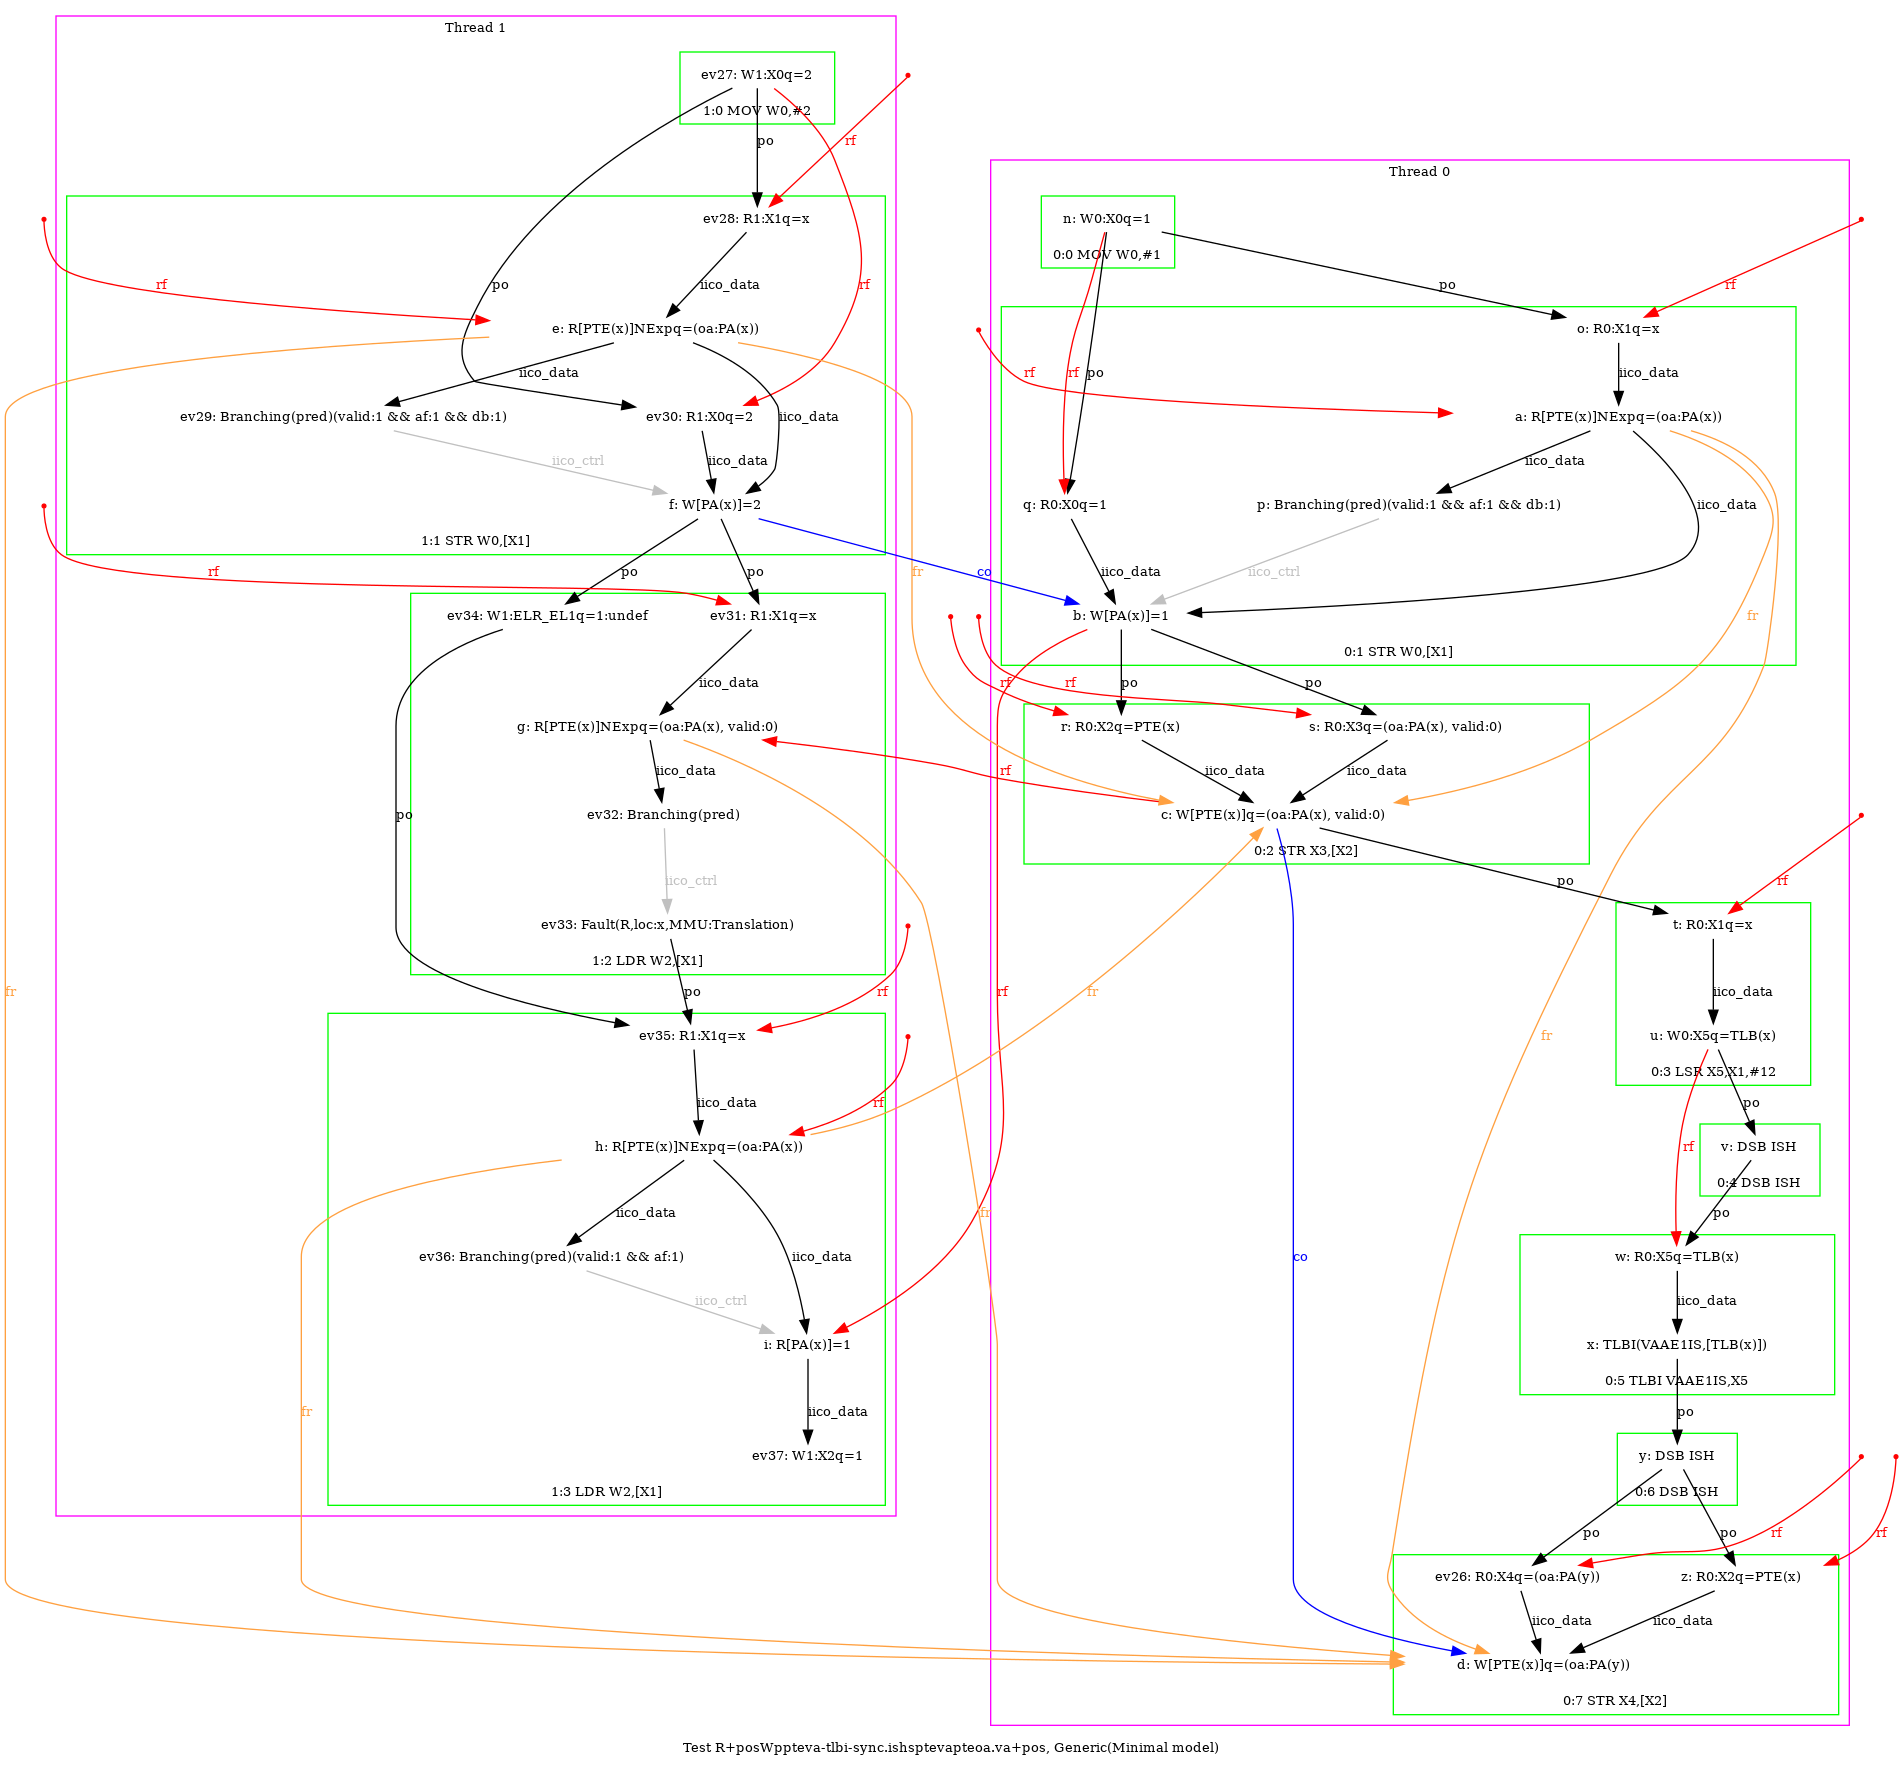 Thread 1
ev27: W1:X0q=2
1:0 MOV W0,#2
po
rf
Thread 0
ev28: R1:X1q=x
n: W0:X0q=1
0:0 MOV W0,#1
rf
iico_data
po
rf
po
rf
e: R[PTE(x)]NExpq=(oa:PA(x))
o: R0:X1q=x
iico_data
rf
rf
po
iico_data
ev29: Branching(pred)(valid:1 && af:1 && db:1)
ev30: R1:X0q=2
iico_data
a: R[PTE(x)]NExpq=(oa:PA(x))
iico_ctrl
iico_data
iico_data
f: W[PA(x)]=2
q: R0:X0q=1
p: Branching(pred)(valid:1 && af:1 && db:1)
iico_data
1:1 STR W0,[X1]
rf
po
po
fr
co
iico_data
iico_ctrl
ev34: W1:ELR_EL1q=1:undef
ev31: R1:X1q=x
b: W[PA(x)]=1
fr
0:1 STR W0,[X1]
iico_data
rf
rf
po
po
g: R[PTE(x)]NExpq=(oa:PA(x), valid:0)
r: R0:X2q=PTE(x)
s: R0:X3q=(oa:PA(x), valid:0)
iico_data
rf
iico_data
iico_data
po
ev32: Branching(pred)
c: W[PTE(x)]q=(oa:PA(x), valid:0)
0:2 STR X3,[X2]
iico_ctrl
po
rf
ev33: Fault(R,loc:x,MMU:Translation)
t: R0:X1q=x
1:2 LDR W2,[X1]
fr
po
rf
rf
fr
iico_data
ev35: R1:X1q=x
fr
u: W0:X5q=TLB(x)
0:3 LSR X5,X1,#12
iico_data
rf
po
h: R[PTE(x)]NExpq=(oa:PA(x))
rf
v: DSB ISH
0:4 DSB ISH
iico_data
fr
po
ev36: Branching(pred)(valid:1 && af:1)
iico_data
co
w: R0:X5q=TLB(x)
iico_ctrl
iico_data
i: R[PA(x)]=1
x: TLBI(VAAE1IS,[TLB(x)])
0:5 TLBI VAAE1IS,X5
fr
iico_data
po
ev37: W1:X2q=1
y: DSB ISH
1:3 LDR W2,[X1]
0:6 DSB ISH
po
po
rf
rf
ev26: R0:X4q=(oa:PA(y))
z: R0:X2q=PTE(x)
iico_data
iico_data
d: W[PTE(x)]q=(oa:PA(y))
0:7 STR X4,[X2]
Test R+posWppteva-tlbi-sync.ishsptevapteoa.va+pos, Generic(Minimal model)